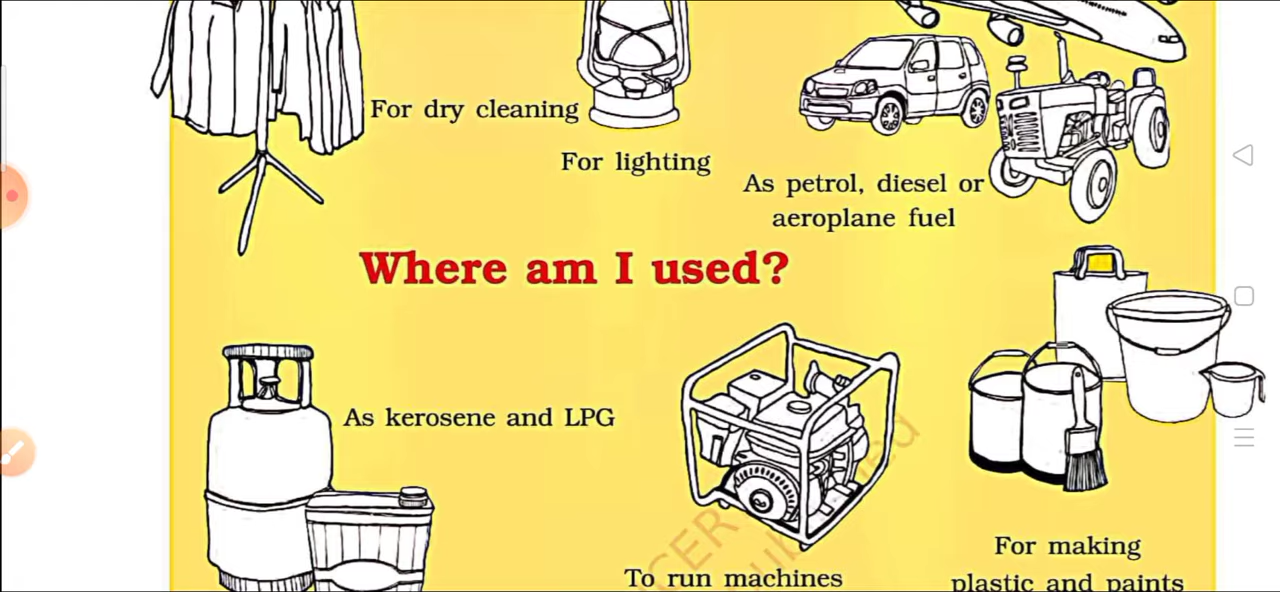 For dry cleaning
For lighting
As petrol, diesel or
aeroplane fuel
Where am I used?
As kerosene and LPG
To run machines
For making
plastic and paints